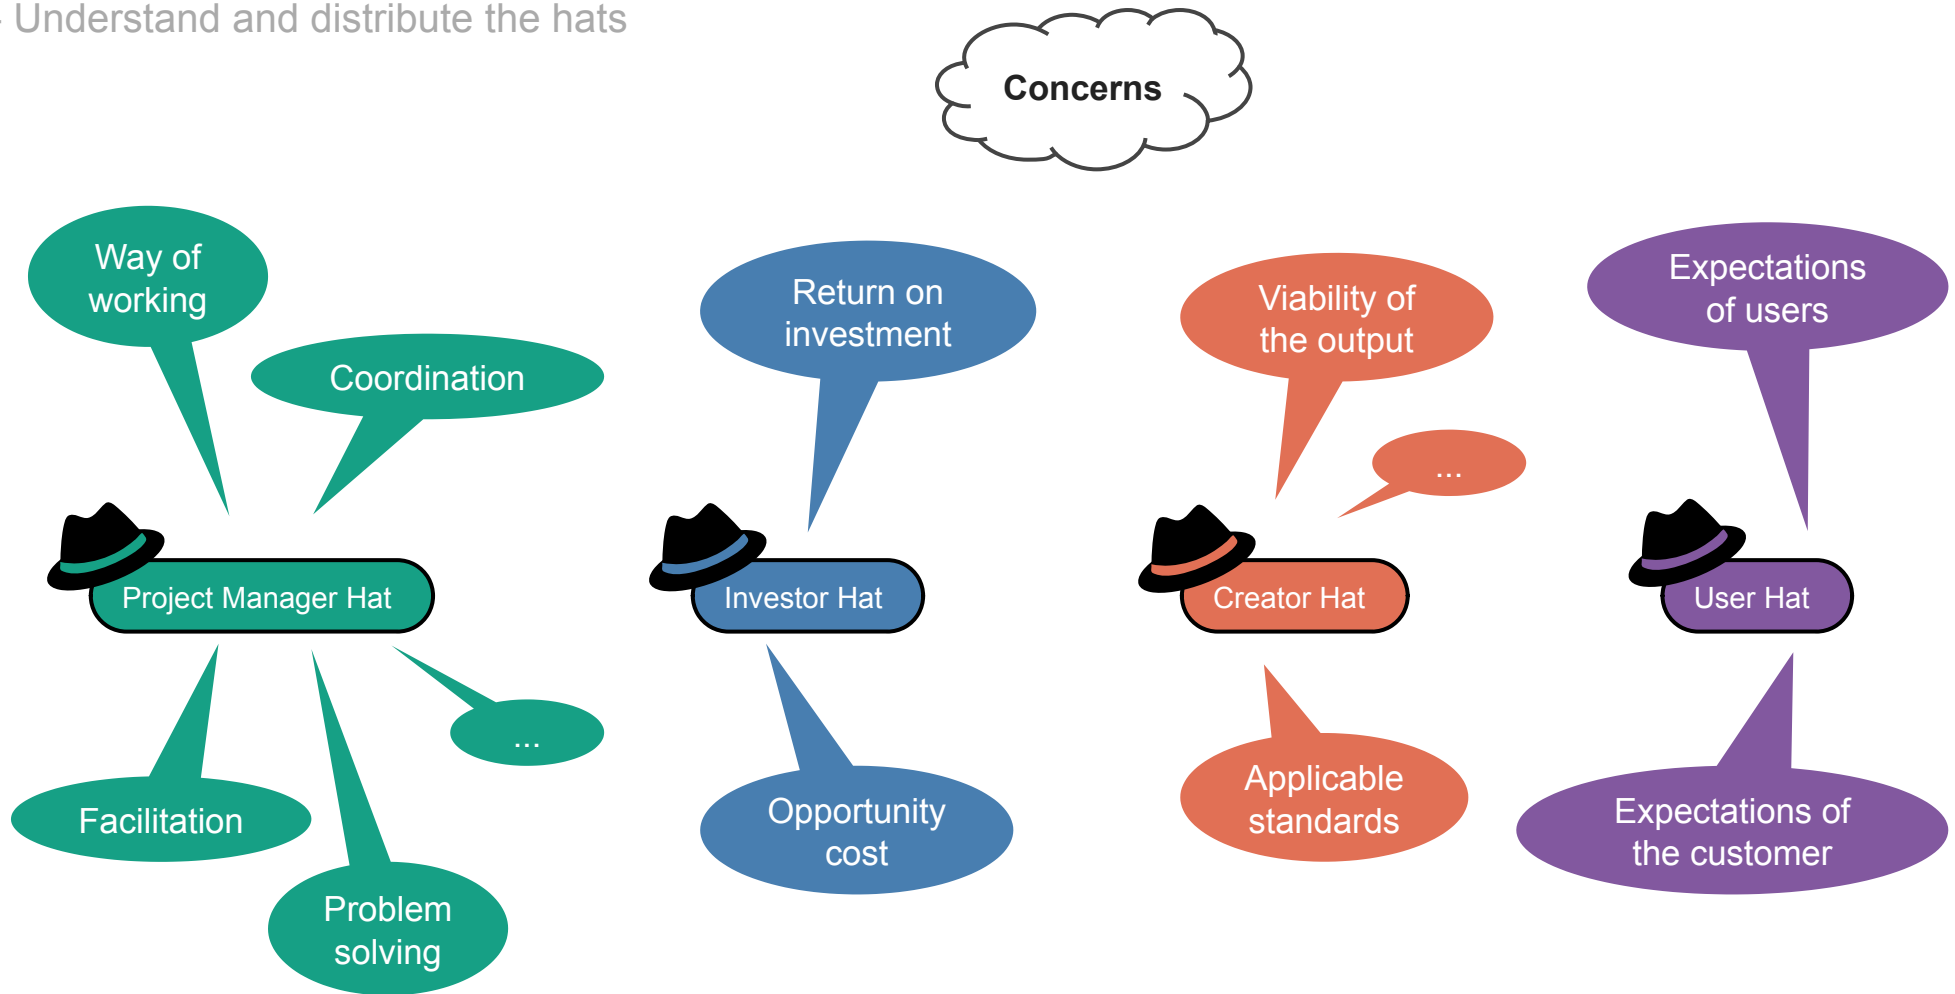 - Understand and distribute the hats
Concerns
Way of
working
Coordination
Return on
investment
Viability of
the output
...
Expectations
of users
Project Manager Hat
Investor Hat
Creator Hat
User Hat
Facilitation
Problem
solving
...
Opportunity
cost
Applicable
standards
Expectations of
the customer